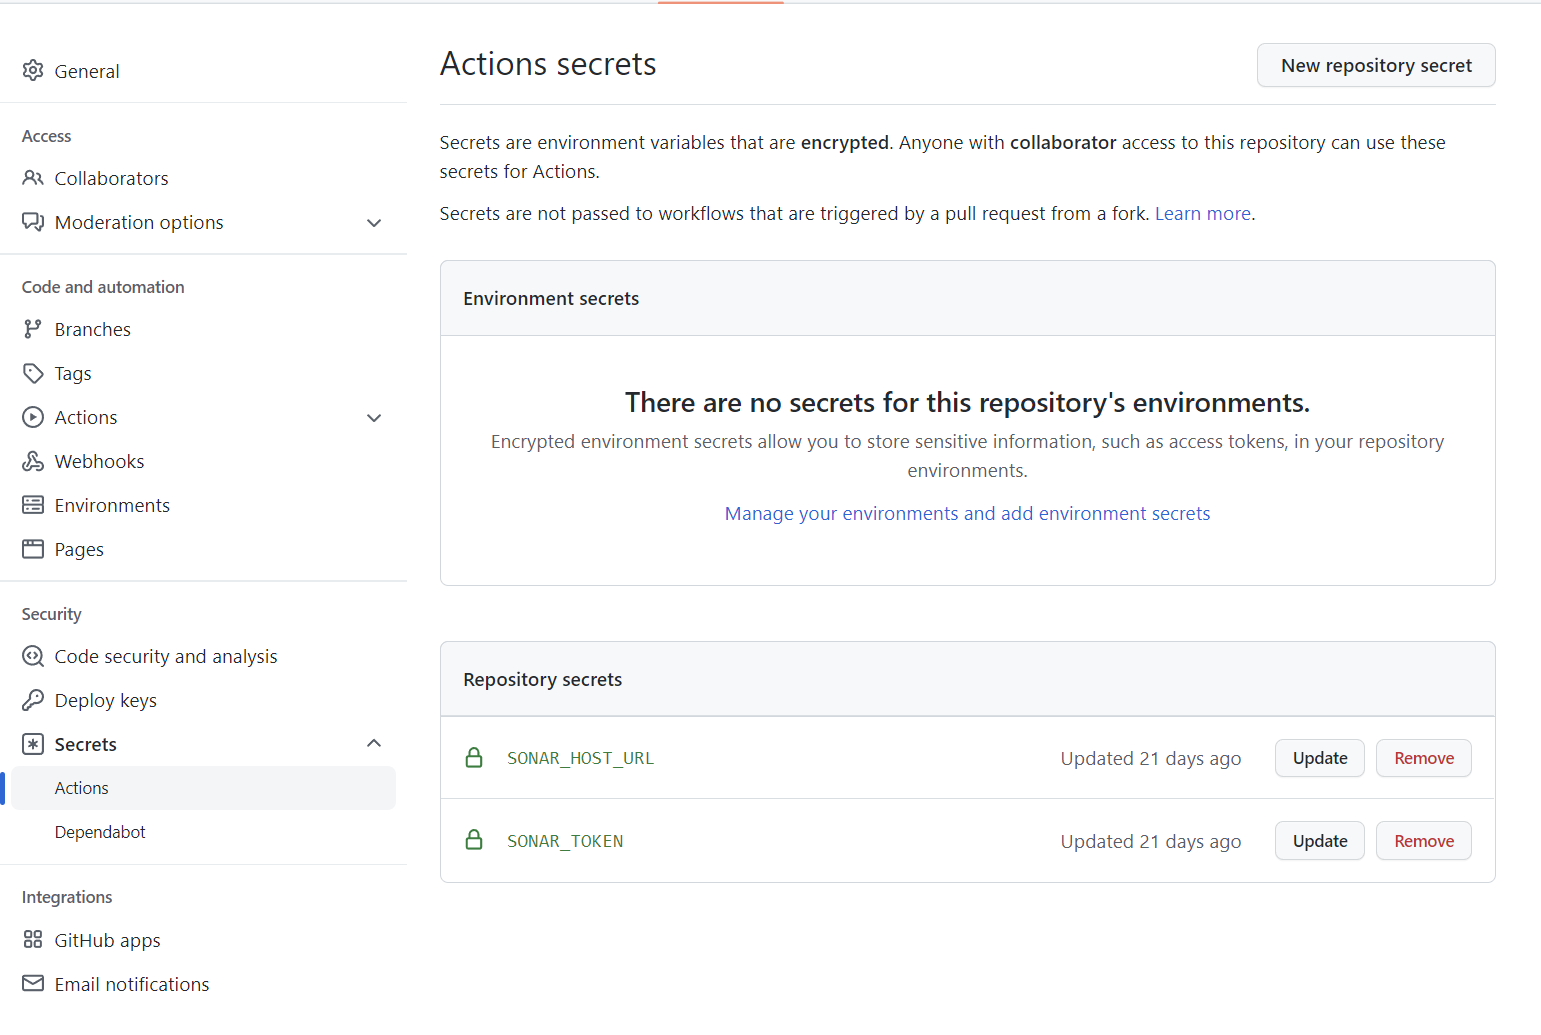 General
Access
Collaborators
Moderation options
Code and automation
Branches
Tags
Actions
Webhooks
Environments
Pages
Security
Code security and analysis
Deploy keys
Secrets
Actions
Dependabot
Integrations
GitHub apps
Email notifications
Actions secrets
New repository secret
Secrets are environment variables that are encrypted. Anyone with collaborator access to this repository can use these
secrets for Actions.
Secrets are not passed to workflows that are triggered by a pull request from a fork. Learn more.
Environment secrets
There are no secrets for this repository's environments.
Encrypted environment secrets allow you to store sensitive information, such as access tokens, in your repository
environments.
Manage your environments and add environment secrets
Repository secrets
SONAR_HOST_URL Updated 21 days ago Update Remove
SONAR_TOKEN Updated 21 days ago Update Remove